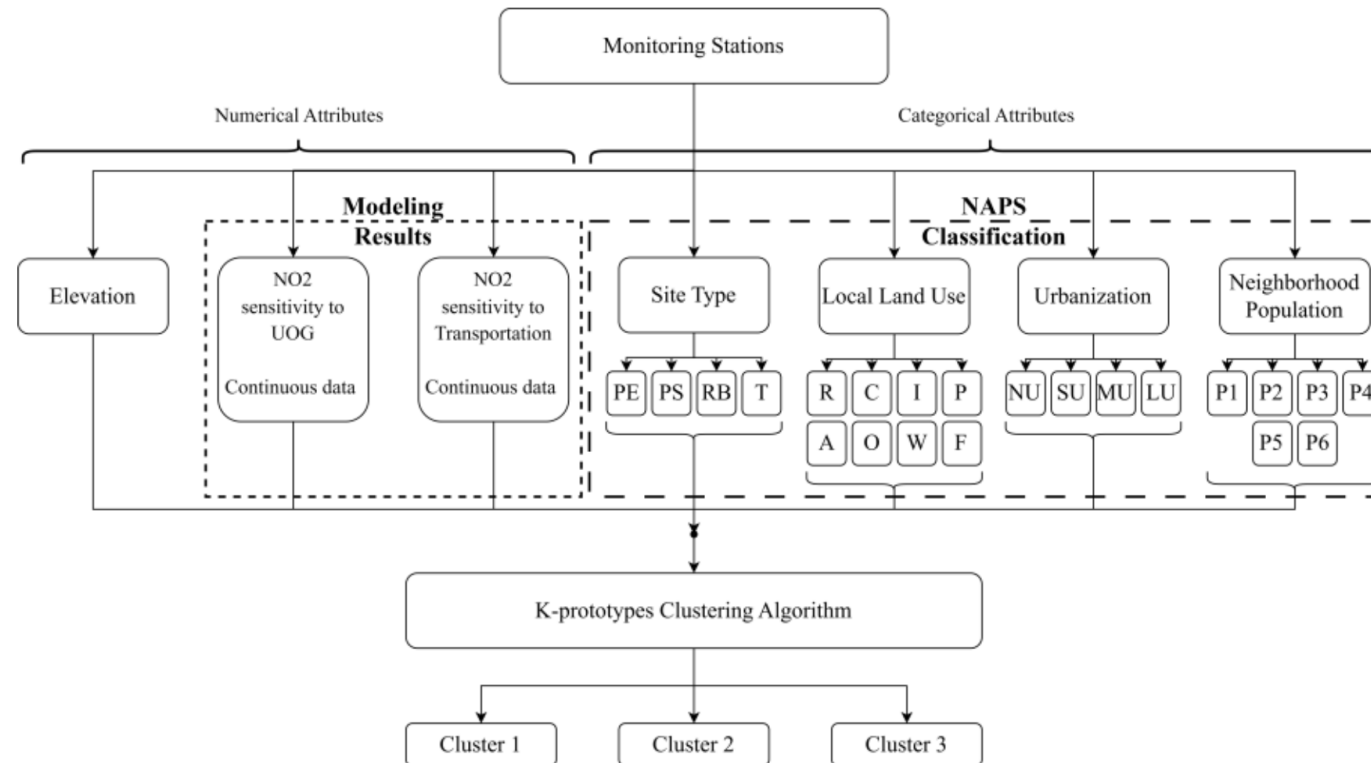 Monitoring Stations
Numerical Attributes
Categorical Attributes
Modeling
Results
NAPS
Classification
Elevation
NO2
sensitivity to
UOG
Continuous data
NO2
sensitivity to
Transportation
Continuous data
Site Type
Local Land Use
Urbanization
Neighborhood
Population
PE PS RB T
R C I P
NU SU MU LU
P1 P2 P3 P4
A O W F
P5 P6
K-prototypes Clustering Algorithm
Cluster 1
Cluster 2
Cluster 3